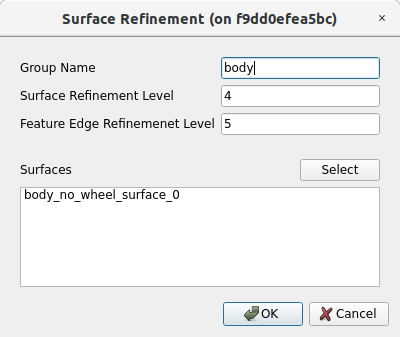 Surface Refinement (on f9dd0efea5bc) ×
Group Name body
Surface Refinement Level 4
Feature Edge Refinemenet Level 5
Surfaces Select
body_no_wheel_surface_0
OK Cancel